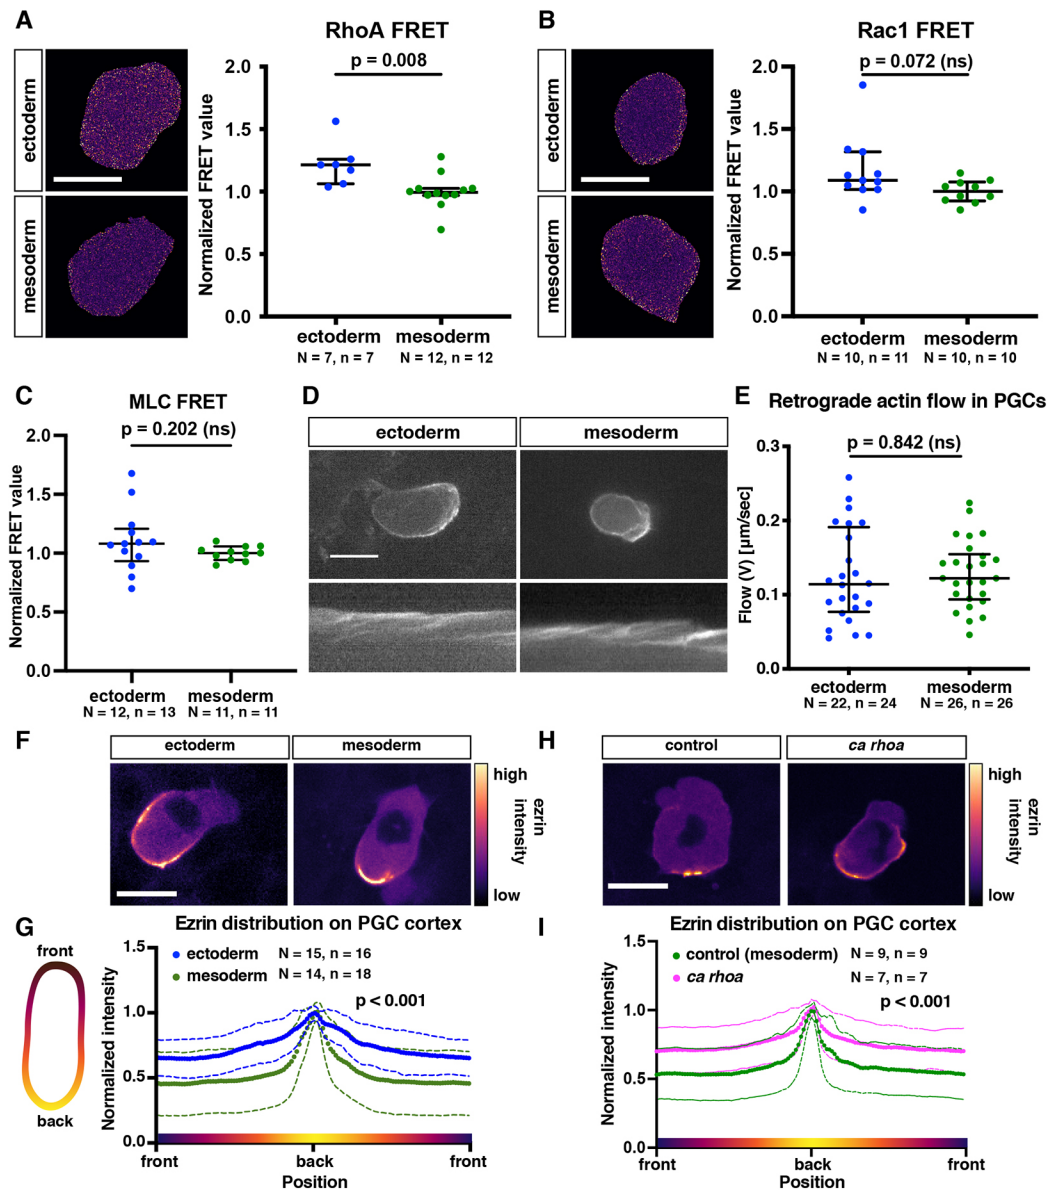 A
RhoA FRET
ectoderm
mesoderm
Normalized FRET value
2.0
1.5
1.0
0.5
0.0
p = 0.008
ectoderm
N = 7, n = 7
mesoderm
N = 12, n = 12
B
Rac1 FRET
ectoderm
mesoderm
Normalized FRET value
2.0
1.5
1.0
0.5
0.0
p = 0.072 (ns)
ectoderm
N = 10, n = 11
mesoderm
N = 10, n = 10
C
MLC FRET
p = 0.202 (ns)
Normalized FRET value
2.0
1.5
1.0
0.5
0.0
ectoderm
N = 12, n = 13
mesoderm
N = 11, n = 11
D
ectoderm
mesoderm
E
Retrograde actin flow in PGCs
p = 0.842 (ns)
Flow (V) [µm/sec]
0.3
0.2
0.1
0.0
ectoderm
N = 22, n = 24
mesoderm
N = 26, n = 26
F
ectoderm
mesoderm
high
ezrin
intensity
low
H
control
ca rhoa
high
ezrin
intensity
low
G
front
back
Ezrin distribution on PGC cortex
Normalized intensity
1.5
1.0
0.5
0.0
ectoderm
N = 15, n = 16
mesoderm
N = 14, n = 18
p < 0.001
front
back
front
Position
I
Ezrin distribution on PGC cortex
Normalized intensity
1.5
1.0
0.5
0.0
control (mesoderm)
N = 9, n = 9
ca rhoa
N = 7, n = 7
p < 0.001
front
back
front
Position